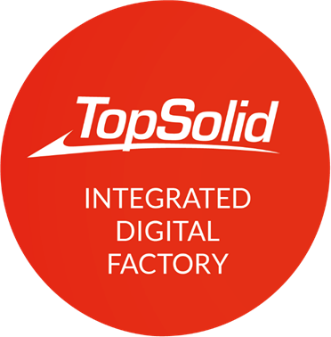 TopSolid
INTEGRATED
DIGITAL
FACTORY